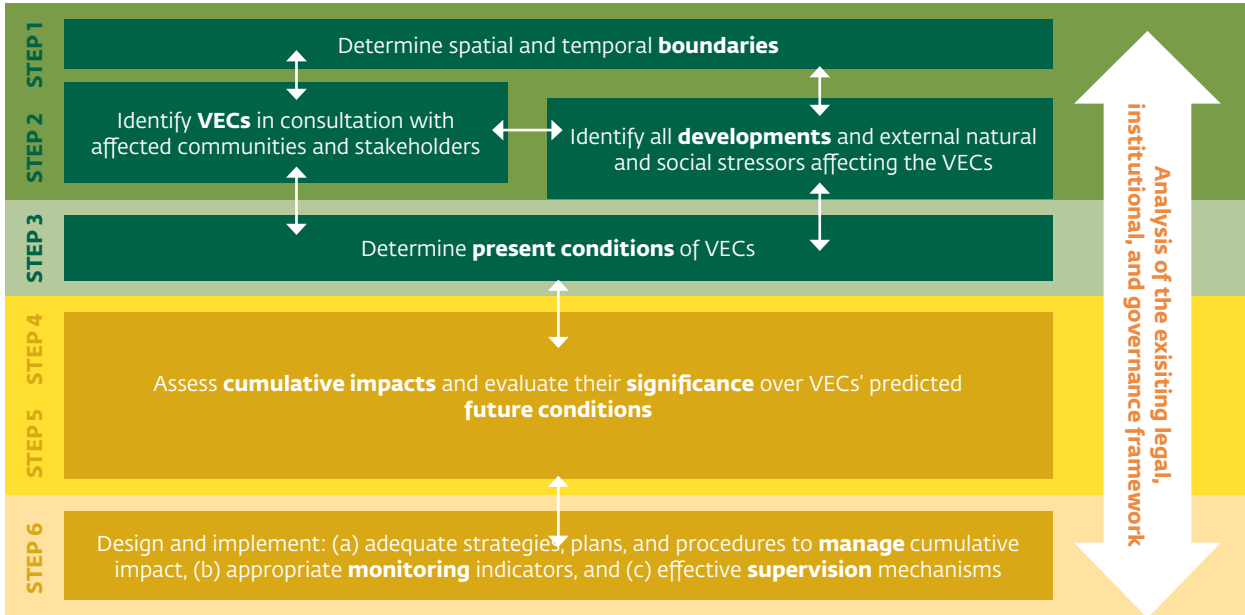 STEP 1
Determine spatial and temporal boundaries
STEP 2
Identify VECs in consultation with
affected communities and stakeholders
Identify all developments and external natural
and social stressors affecting the VECs
STEP 3
Determine present conditions of VECs
STEP 4
STEP 5
Assess cumulative impacts and evaluate their significance over VECs’ predicted
future conditions
STEP 6
Design and implement: (a) adequate strategies, plans, and procedures to manage cumulative
impact, (b) appropriate monitoring indicators, and (c) effective supervision mechanisms
Analysis of the exisiting legal,
institutional, and governance framework